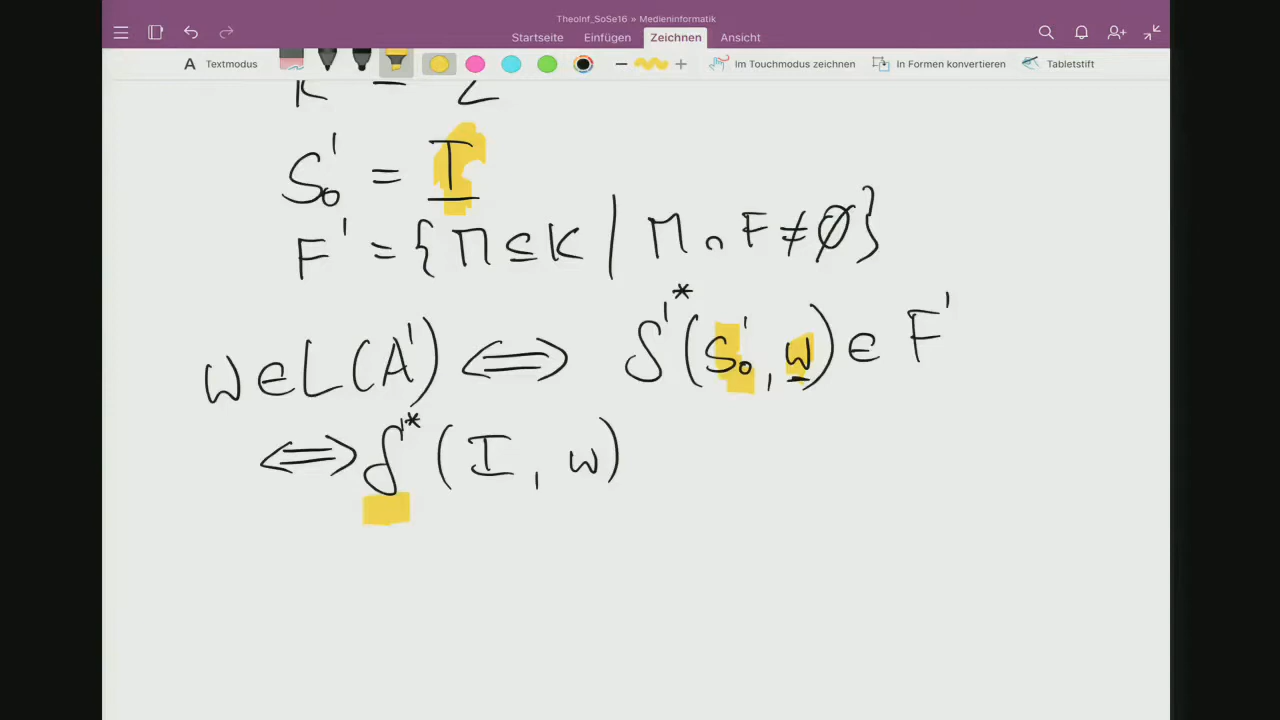 TheoInf_SoSe16 » Medieninformatik
Startseite Einfügen Zeichnen Ansicht
A Textmodus Im Touchmodus zeichnen In Formen konvertieren Tabletstift
S₀' = I
F' = {M ⊆ K | M ∩ F ≠ ∅}
w ∈ L(A') ⟺ δ'*(s₀', w) ∈ F'
⟺ δ'*(I, w)